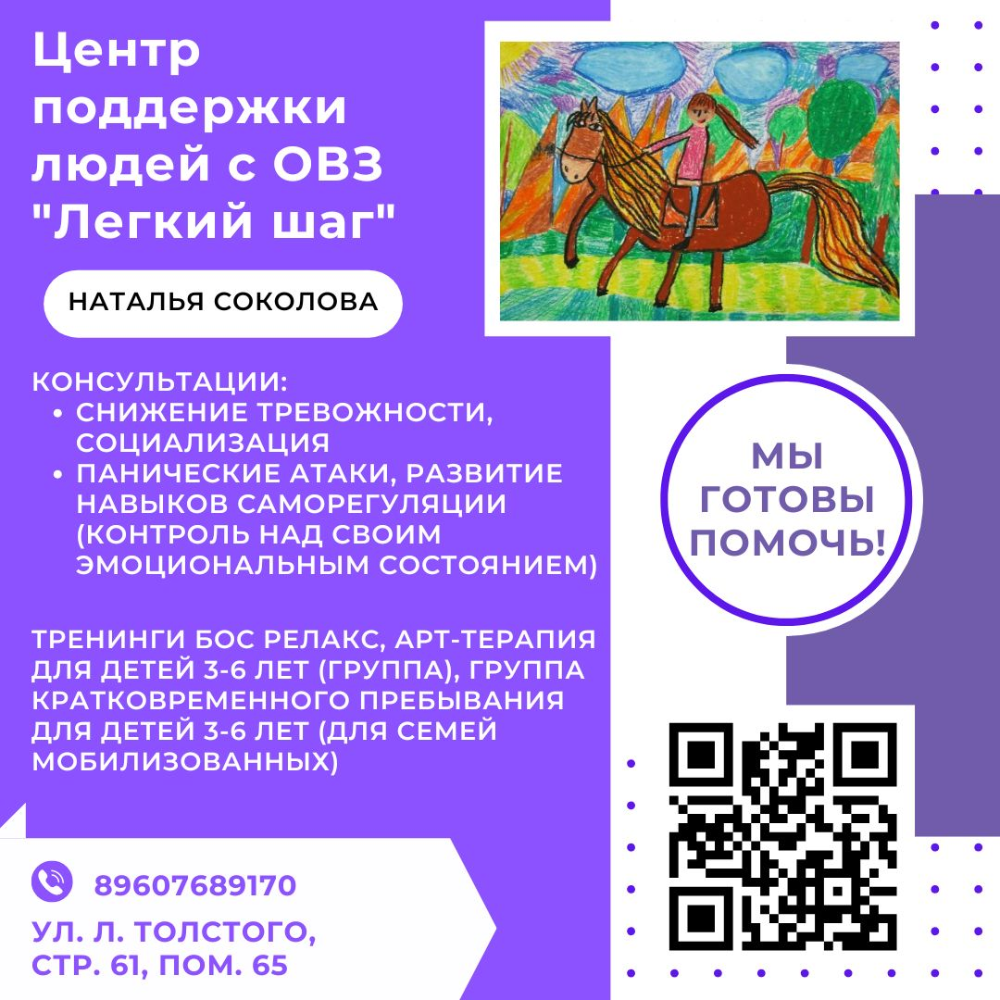 Центр
поддержки
людей с ОВЗ
"Легкий шаг"
НАТАЛЬЯ СОКОЛОВА
КОНСУЛЬТАЦИИ:
• СНИЖЕНИЕ ТРЕВОЖНОСТИ,
СОЦИАЛИЗАЦИЯ
• ПАНИЧЕСКИЕ АТАКИ, РАЗВИТИЕ
НАВЫКОВ САМОРЕГУЛЯЦИИ
(КОНТРОЛЬ НАД СВОИМ
ЭМОЦИОНАЛЬНЫМ СОСТОЯНИЕМ)
ТРЕНИНГИ БОС РЕЛАКС, АРТ-ТЕРАПИЯ
ДЛЯ ДЕТЕЙ 3-6 ЛЕТ (ГРУППА), ГРУППА
КРАТКОВРЕМЕННОГО ПРЕБЫВАНИЯ
ДЛЯ ДЕТЕЙ 3-6 ЛЕТ (ДЛЯ СЕМЕЙ
МОБИЛИЗОВАННЫХ)
МЫ
ГОТОВЫ
ПОМОЧЬ!
89607689170
УЛ. Л. ТОЛСТОГО,
СТР. 61, ПОМ. 65